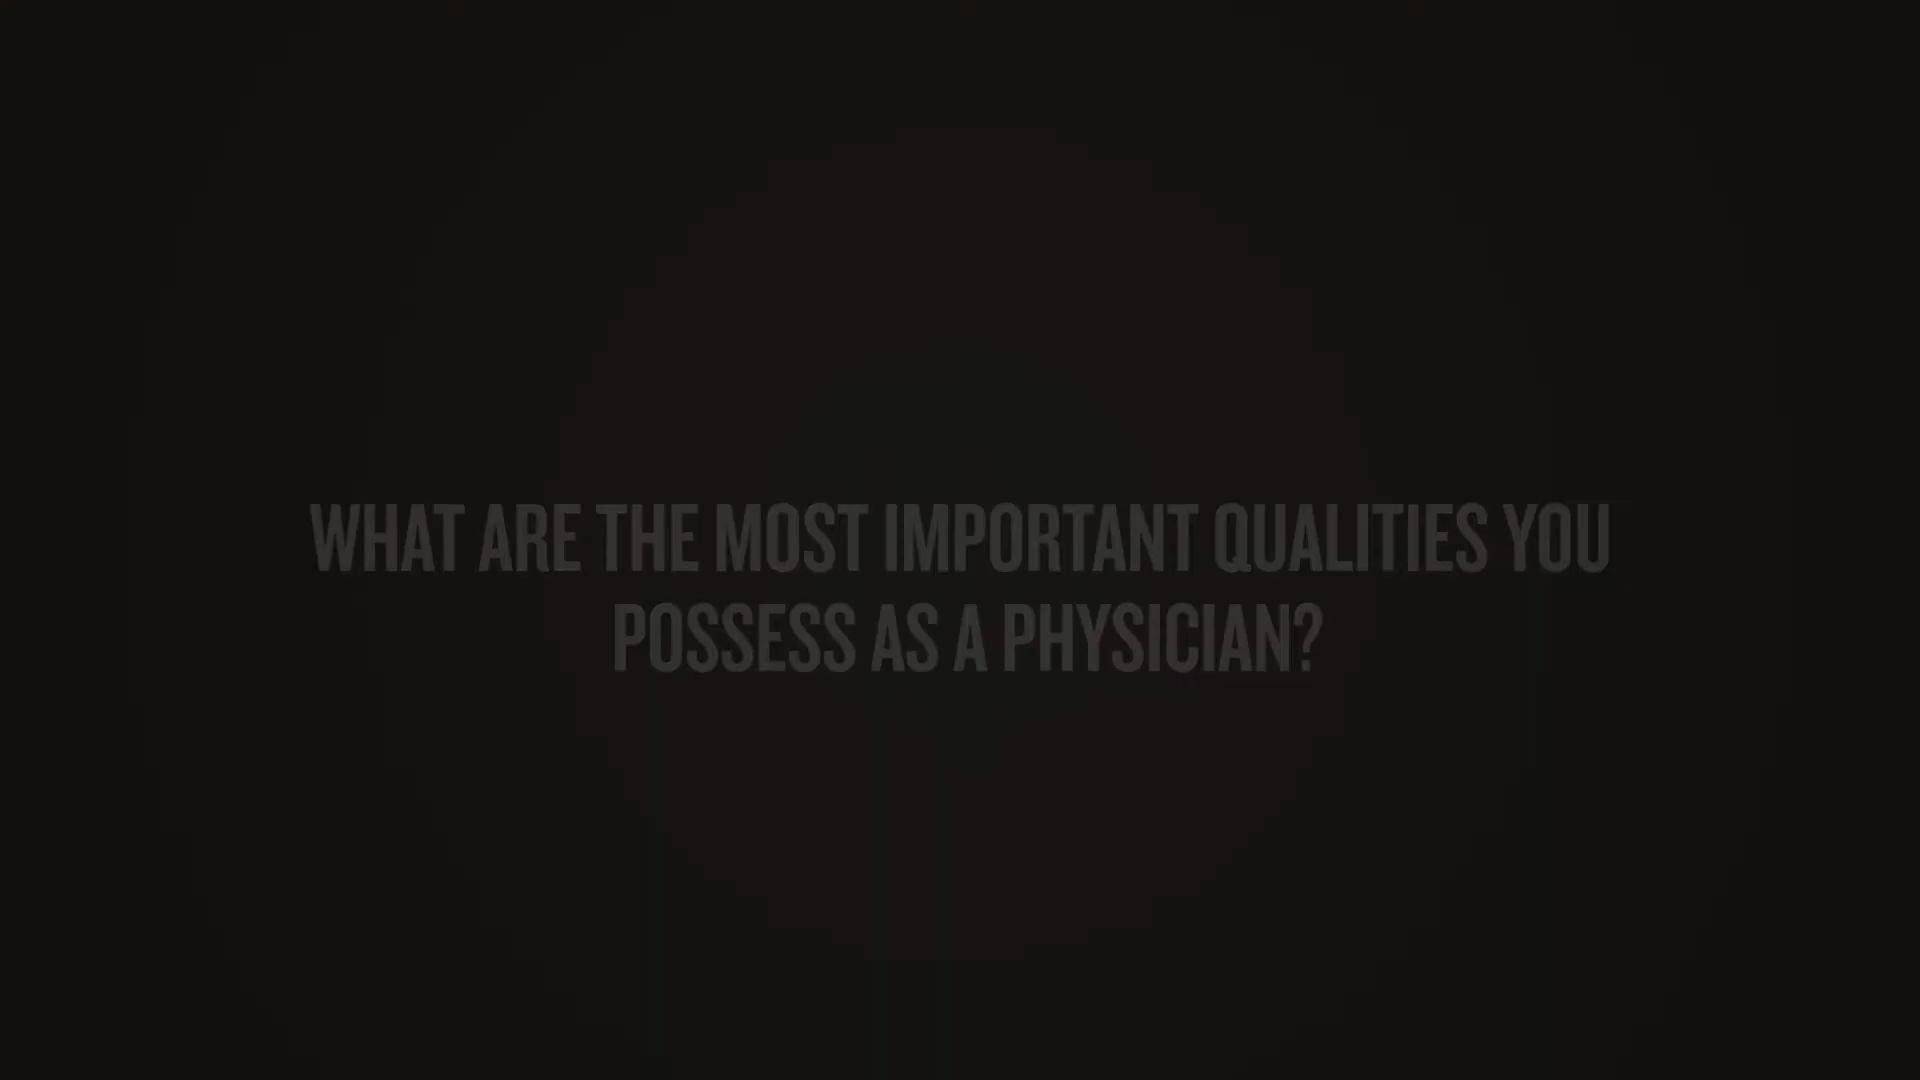 WHAT ARE THE MOST IMPORTANT QUALITIES YOU
POSSESS AS A PHYSICIAN?